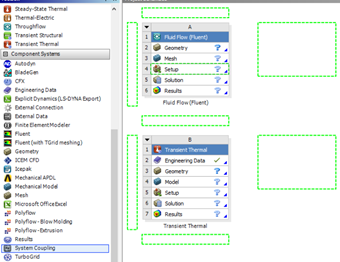 Steady-State Thermal
Thermal-Electric
Throughflow
Transient Structural
Transient Thermal
Component Systems
Autodyn
BladeGen
CFX
Engineering Data
Explicit Dynamics (LS-DYNA Export)
External Connection
External Data
Finite Element Modeler
Fluent
Fluent (with TGrid meshing)
Geometry
ICEM CFD
Icepak
Mechanical APDL
Mechanical Model
Mesh
Microsoft Office Excel
Polyflow
Polyflow - Blow Molding
Polyflow - Extrusion
Results
System Coupling
TurboGrid
A
1 Fluid Flow (Fluent)
2 Geometry ?
3 Mesh ?
4 Setup ?
5 Solution ?
6 Results ?
Fluid Flow (Fluent)
B
1 Transient Thermal
2 Engineering Data ✓
3 Geometry ?
4 Model ?
5 Setup ?
6 Solution ?
7 Results ?
Transient Thermal